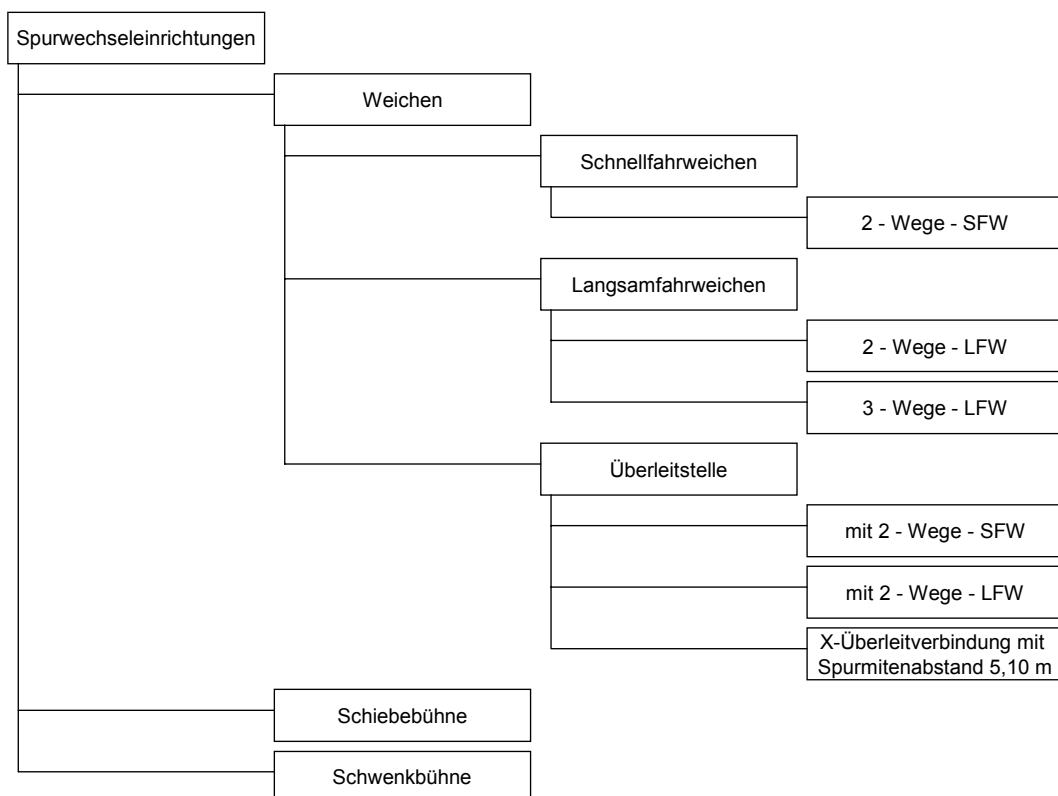 Spurwechseleinrichtungen
Weichen
Schnellfahrweichen
2 - Wege - SFW
Langsamfahrweichen
2 - Wege - LFW
3 - Wege - LFW
Überleitstelle
mit 2 - Wege - SFW
mit 2 - Wege - LFW
X-Überleitverbindung mit
Spurmitenabstand 5,10 m
Schiebebühne
Schwenkbühne